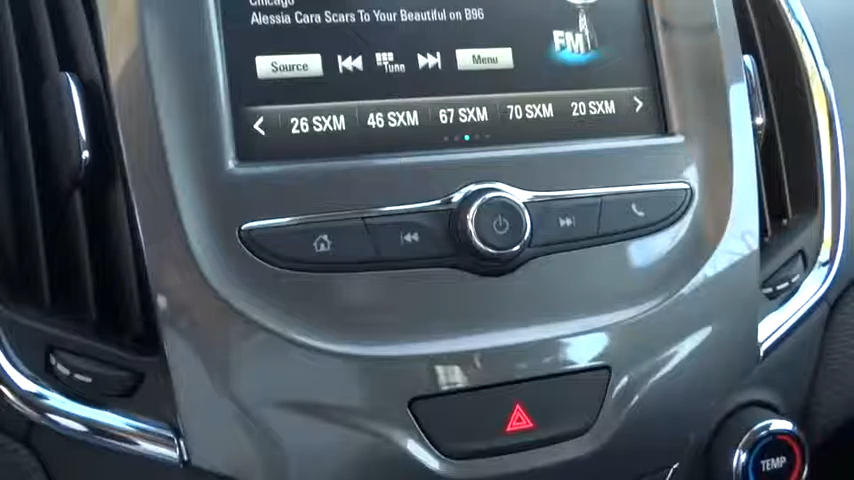 Chicago
Alessia Cara Scars To Your Beautiful on B96
FM
Source
Tune
Menu
26 SXM
46 SXM
67 SXM
70 SXM
20 SXM
TEMP